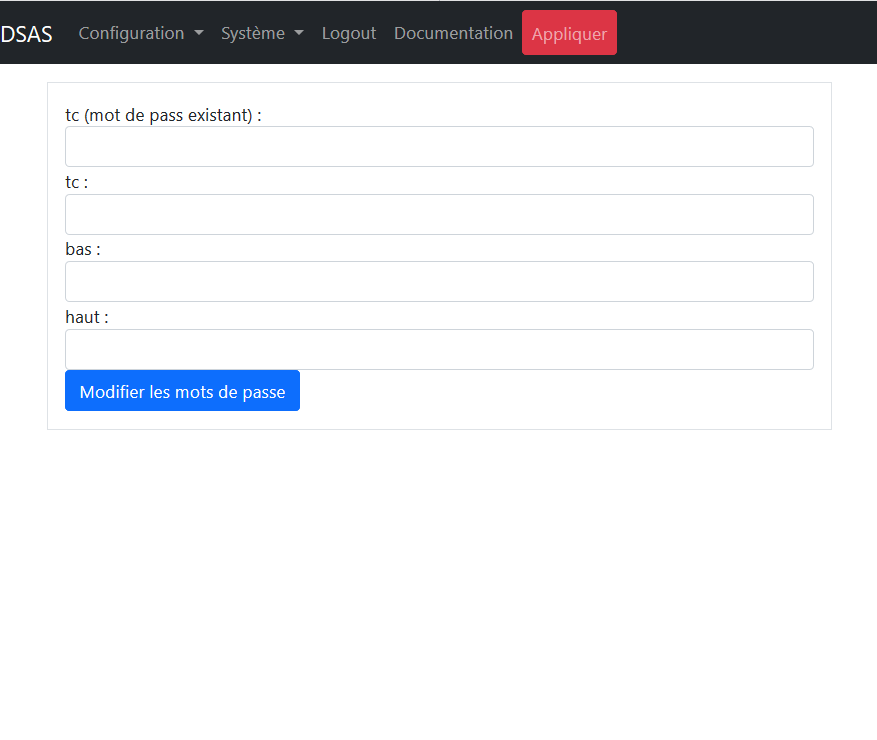 DSAS Configuration Système Logout Documentation Appliquer
tc (mot de pass existant) :
tc :
bas :
haut :
Modifier les mots de passe